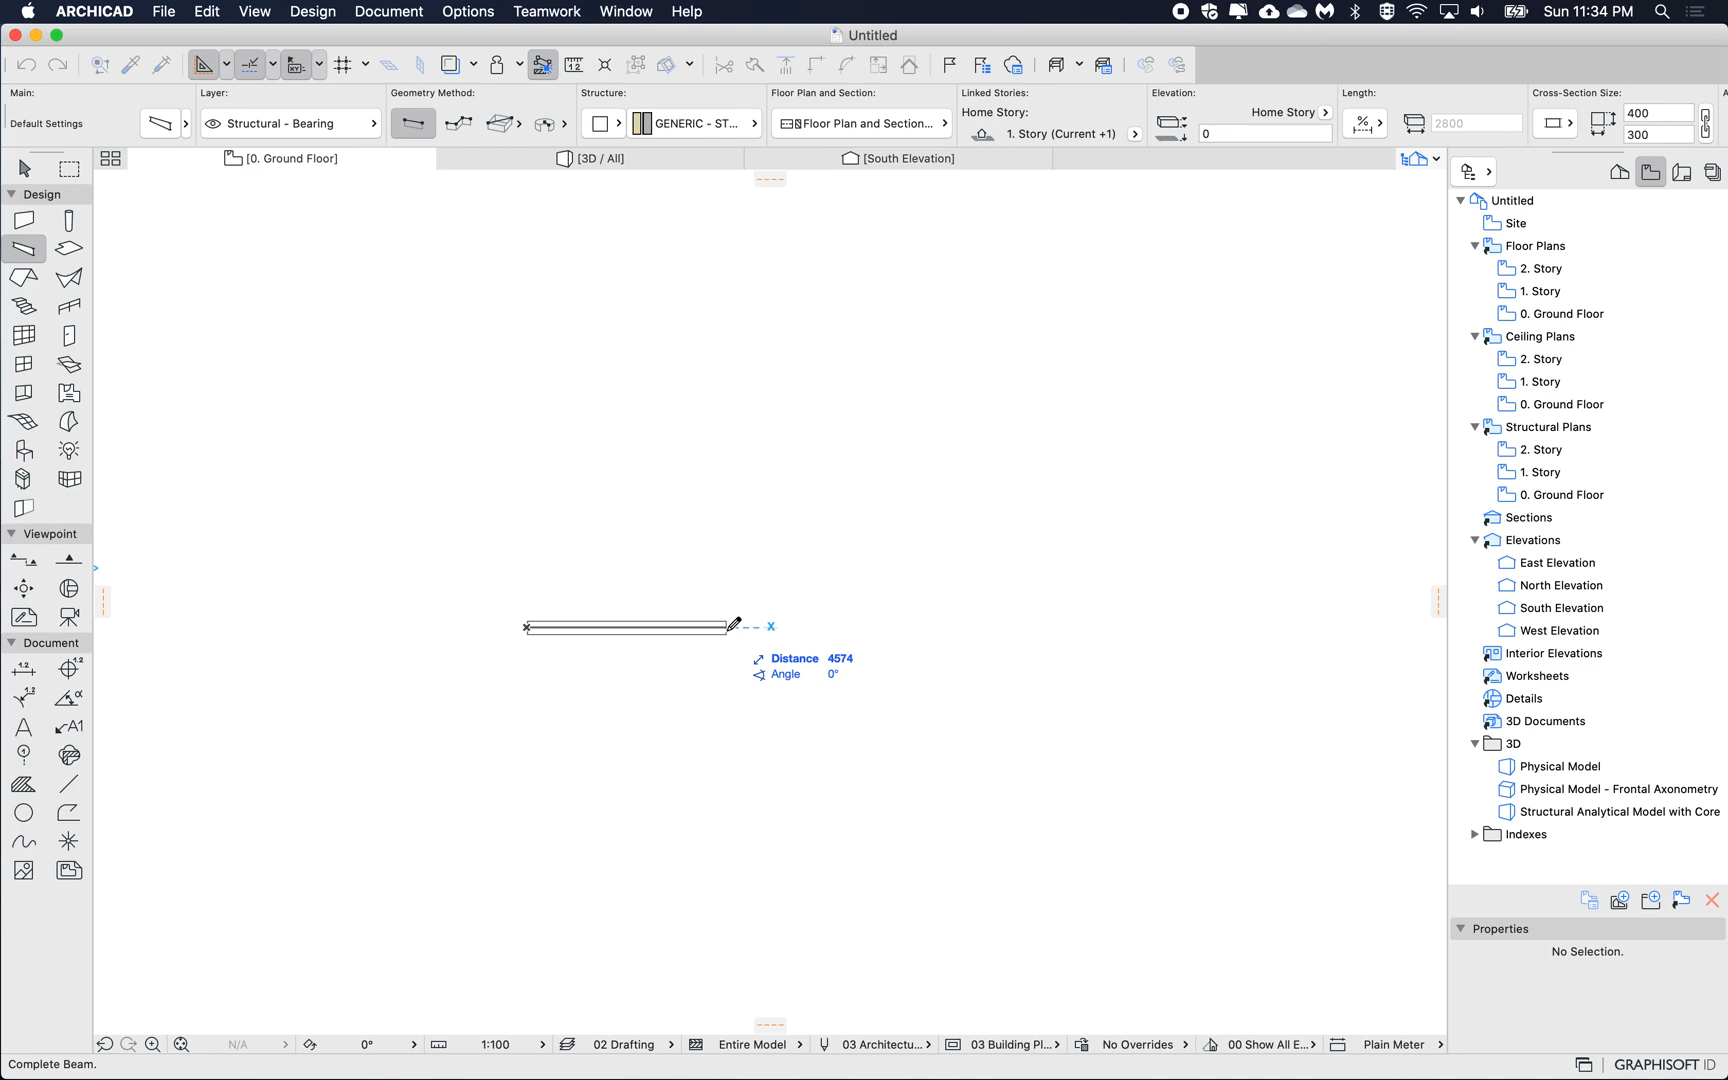 ARCHICAD File Edit View Design Document Options Teamwork Window Help Sun 11:34 PM
Untitled
Main: Layer: Geometry Method: Structure: Floor Plan and Section: Linked Stories: Elevation: Length: Cross-Section Size:
Home Story: Home Story 400
Default Settings Structural - Bearing GENERIC - ST... Floor Plan and Section... 1. Story (Current +1) 0 2800 300
[0. Ground Floor] [3D / All] [South Elevation]
Design
Viewpoint
Document
Distance 4574
Angle 0°
Untitled
Site
Floor Plans
2. Story
1. Story
0. Ground Floor
Ceiling Plans
2. Story
1. Story
0. Ground Floor
Structural Plans
2. Story
1. Story
0. Ground Floor
Sections
Elevations
East Elevation
North Elevation
South Elevation
West Elevation
Interior Elevations
Worksheets
Details
3D Documents
3D
Physical Model
Physical Model - Frontal Axonometry
Structural Analytical Model with Core
Indexes
Properties
No Selection.
N/A 0° 1:100 02 Drafting Entire Model 03 Architectu... 03 Building Pl... No Overrides 00 Show All E... Plain Meter
Complete Beam. GRAPHISOFT ID